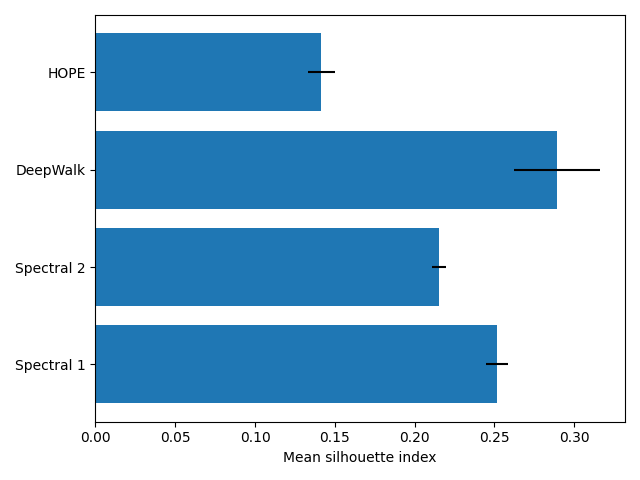 HOPE
DeepWalk
Spectral 2
Spectral 1
0.00 0.05 0.10 0.15 0.20 0.25 0.30
Mean silhouette index